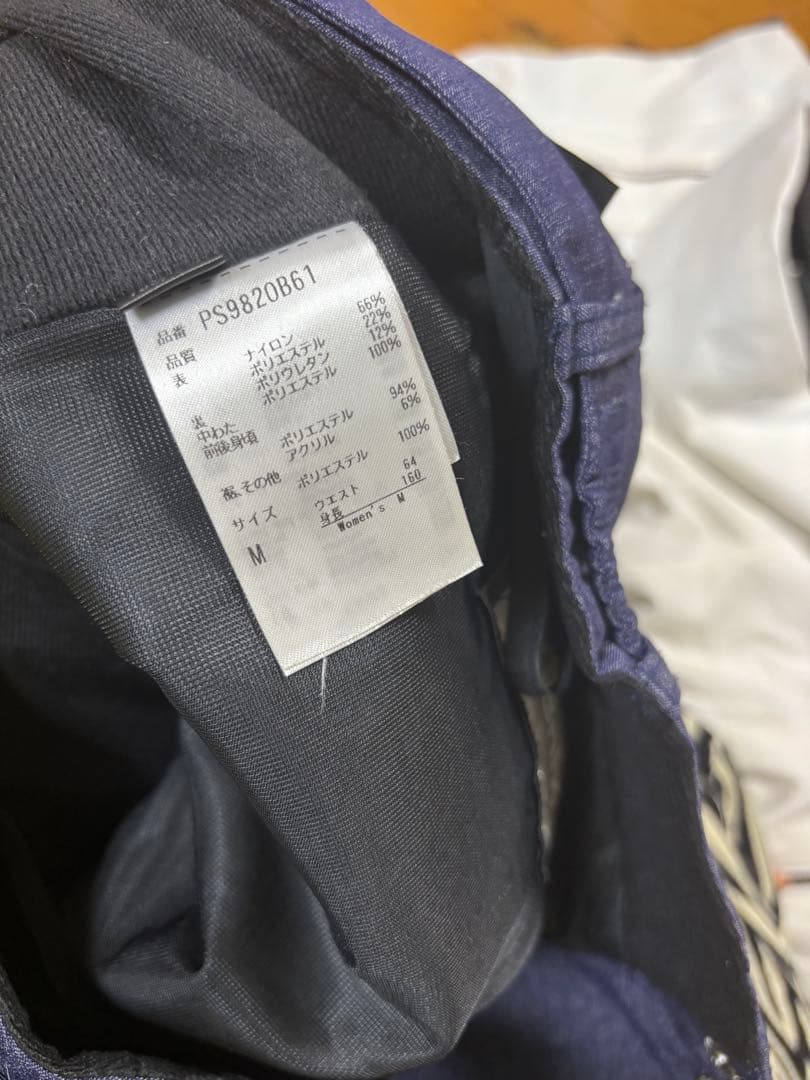 品番 PS9820B61
品質
表 ナイロン 66%
ポリエステル 22%
ポリウレタン 12%
裏 ポリエステル 100%
中わた
前後身頃 ポリエステル 94%
アクリル 6%
裾、その他 ポリエステル 100%
サイズ ウエスト 64
M 身長 160
Women's M